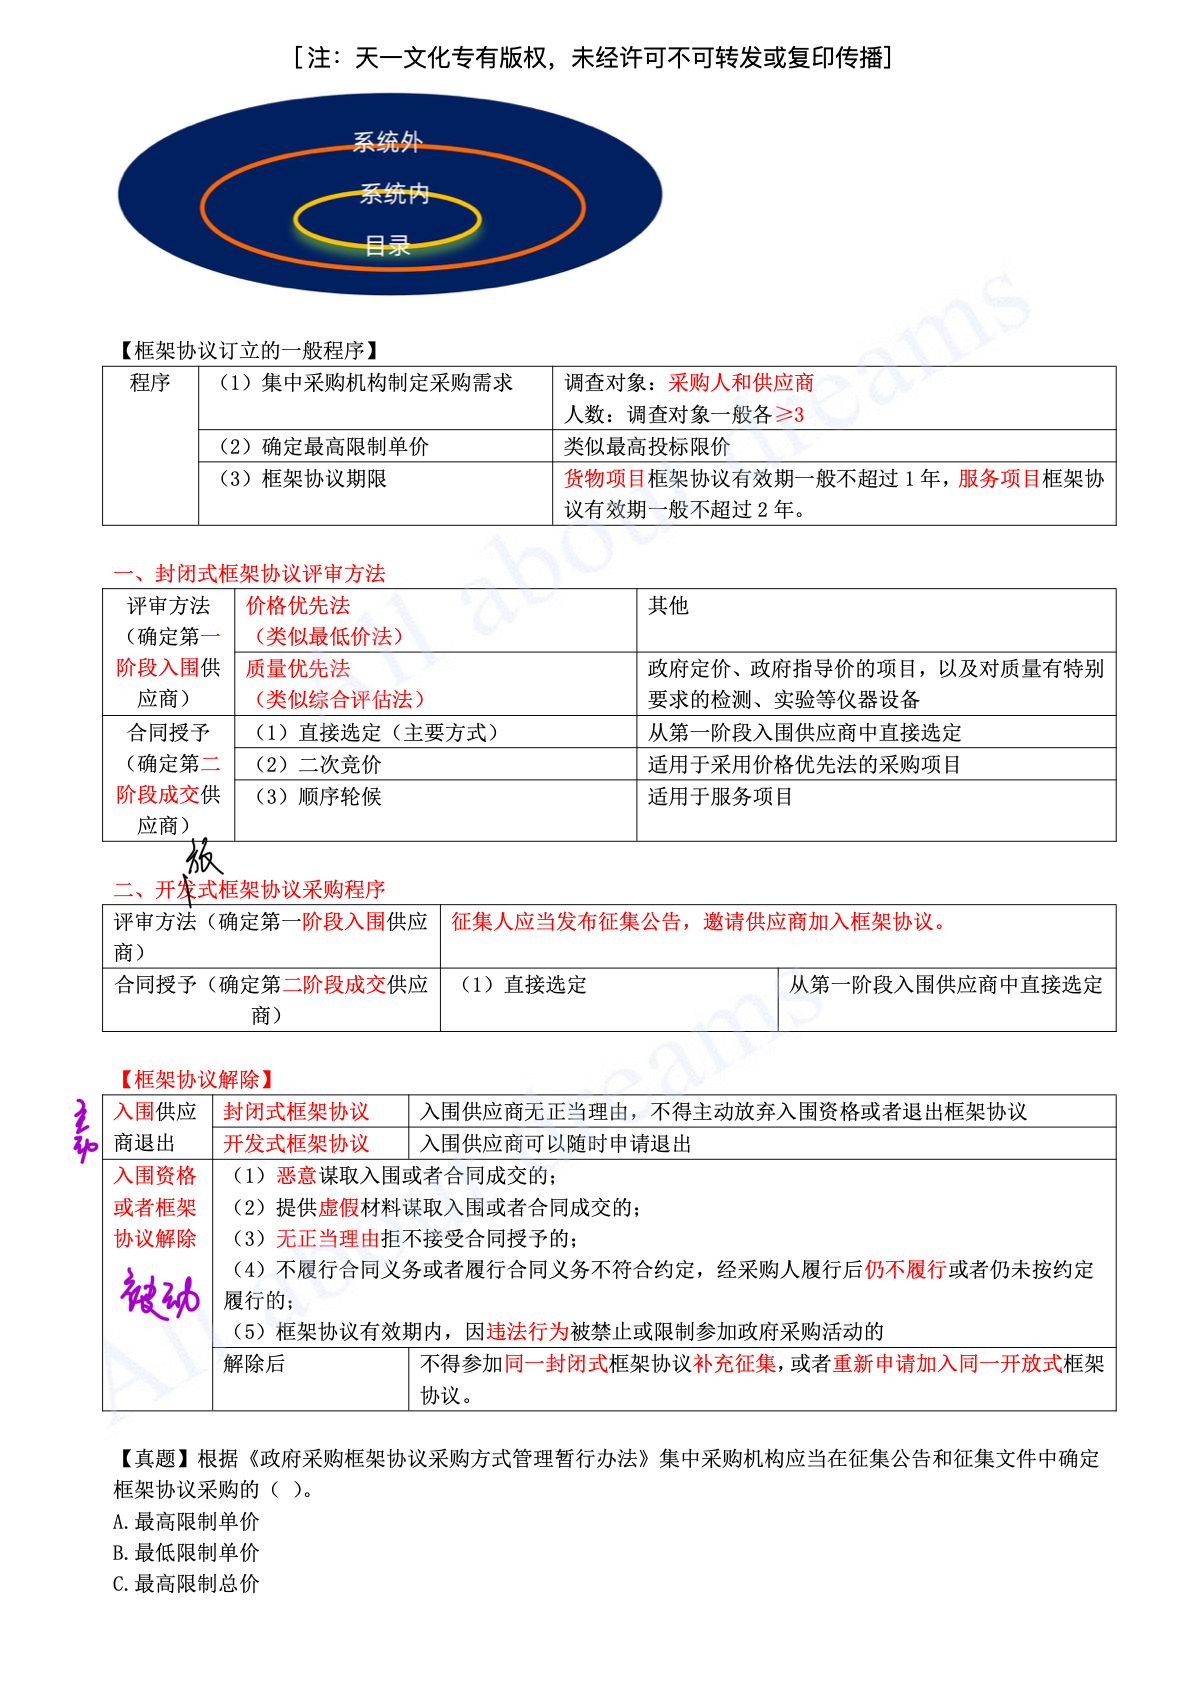 [注：天一文化专有版权，未经许可不可转发或复印传播]
系统外
系统内
目录
【框架协议订立的一般程序】
程序
（1）集中采购机构制定采购需求
调查对象：采购人和供应商
人数：调查对象一般各≥3
（2）确定最高限制单价
类似最高投标限价
（3）框架协议期限
货物项目框架协议有效期一般不超过 1 年，服务项目框架协
议有效期一般不超过 2 年。
一、封闭式框架协议评审方法
评审方法
（确定第一
阶段入围供
应商）
价格优先法
（类似最低价法）
其他
质量优先法
（类似综合评估法）
政府定价、政府指导价的项目，以及对质量有特别
要求的检测、实验等仪器设备
合同授予
（确定第二
阶段成交供
应商）
（1）直接选定（主要方式）
从第一阶段入围供应商中直接选定
（2）二次竞价
适用于采用价格优先法的采购项目
（3）顺序轮候
适用于服务项目
放
二、开发式框架协议采购程序
评审方法（确定第一阶段入围供应
商）
征集人应当发布征集公告，邀请供应商加入框架协议。
合同授予（确定第二阶段成交供应
商）
（1）直接选定
从第一阶段入围供应商中直接选定
【框架协议解除】
主动
入围供应
商退出
封闭式框架协议
入围供应商无正当理由，不得主动放弃入围资格或者退出框架协议
开发式框架协议
入围供应商可以随时申请退出
入围资格
或者框架
协议解除
被动
（1）恶意谋取入围或者合同成交的；
（2）提供虚假材料谋取入围或者合同成交的；
（3）无正当理由拒不接受合同授予的；
（4）不履行合同义务或者履行合同义务不符合约定，经采购人履行后仍不履行或者仍未按约定
履行的；
（5）框架协议有效期内，因违法行为被禁止或限制参加政府采购活动的
解除后
不得参加同一封闭式框架协议补充征集，或者重新申请加入同一开放式框架
协议。
【真题】根据《政府采购框架协议采购方式管理暂行办法》集中采购机构应当在征集公告和征集文件中确定
框架协议采购的（ ）。
A.最高限制单价
B.最低限制单价
C.最高限制总价
All about dreams
All about dreams